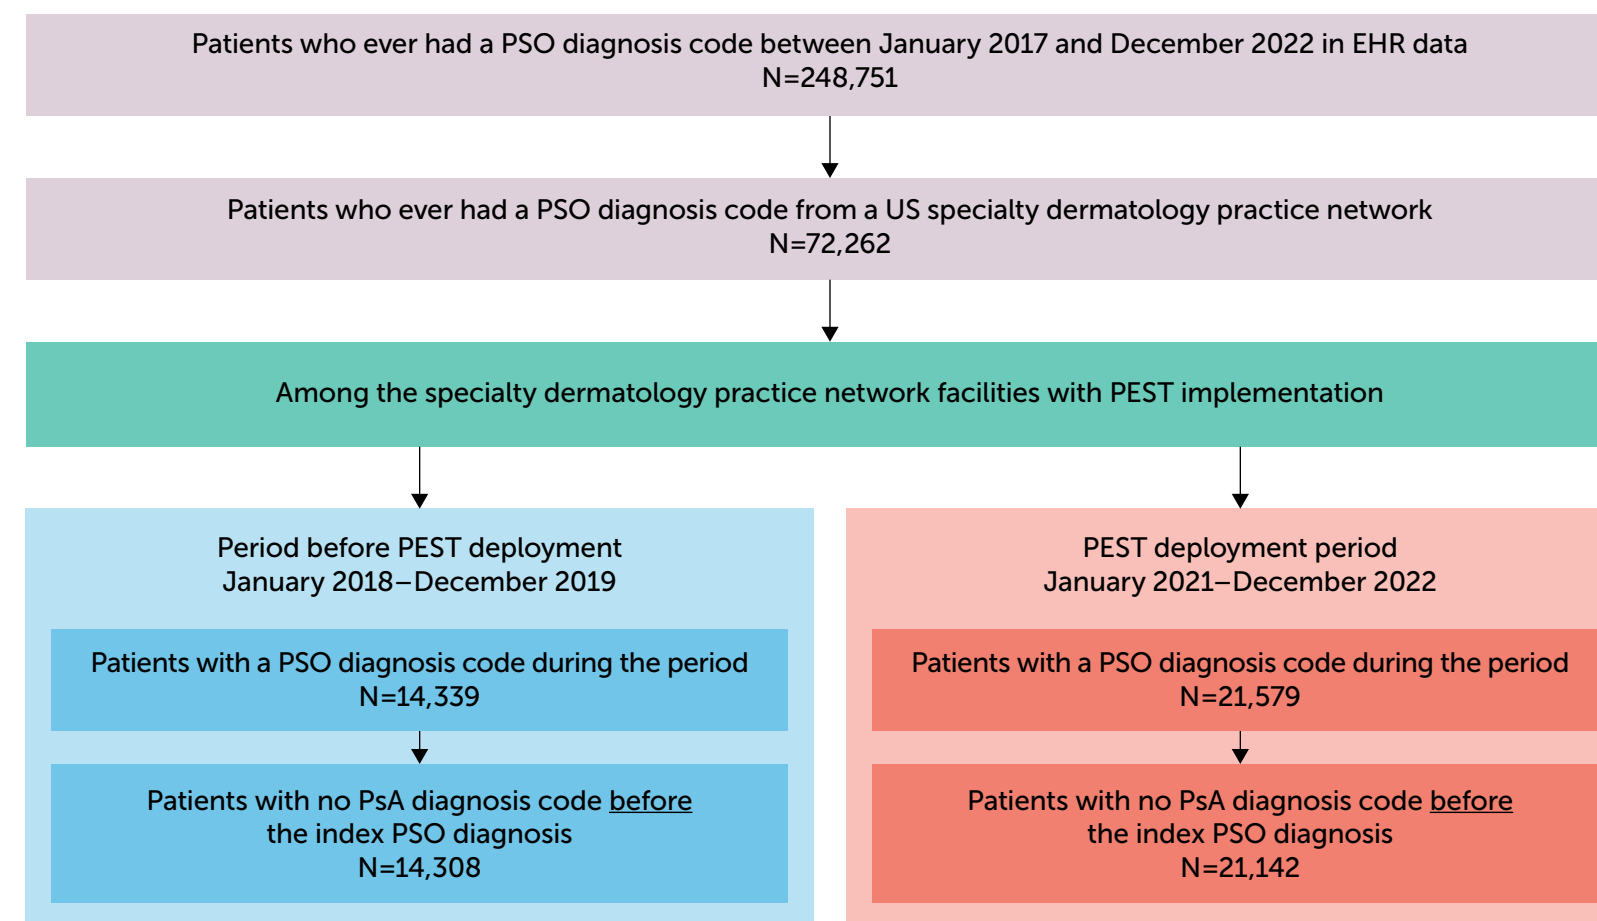 Patients who ever had a PSO diagnosis code between January 2017 and December 2022 in EHR data
N=248,751
Patients who ever had a PSO diagnosis code from a US specialty dermatology practice network
N=72,262
Among the specialty dermatology practice network facilities with PEST implementation
Period before PEST deployment
January 2018–December 2019
Patients with a PSO diagnosis code during the period
N=14,339
Patients with no PsA diagnosis code before
the index PSO diagnosis
N=14,308
PEST deployment period
January 2021–December 2022
Patients with a PSO diagnosis code during the period
N=21,579
Patients with no PsA diagnosis code before
the index PSO diagnosis
N=21,142